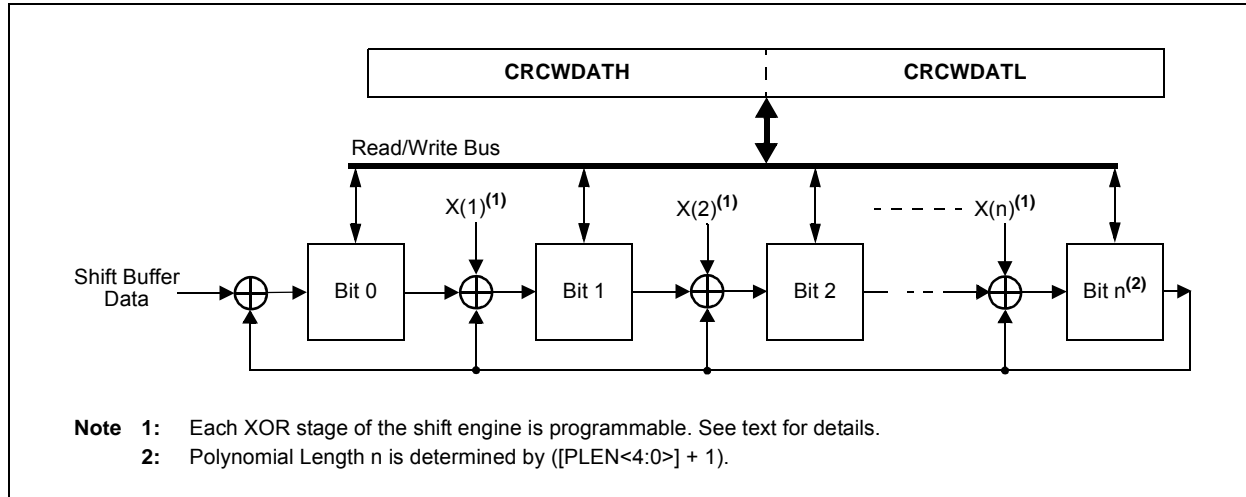 CRCWDATH CRCWDATL
Read/Write Bus
X(1)(1) X(2)(1) X(n)(1)
Shift Buffer
Data
Bit 0 Bit 1 Bit 2 Bit n(2)
Note 1: Each XOR stage of the shift engine is programmable. See text for details.
2: Polynomial Length n is determined by ([PLEN<4:0>] + 1).